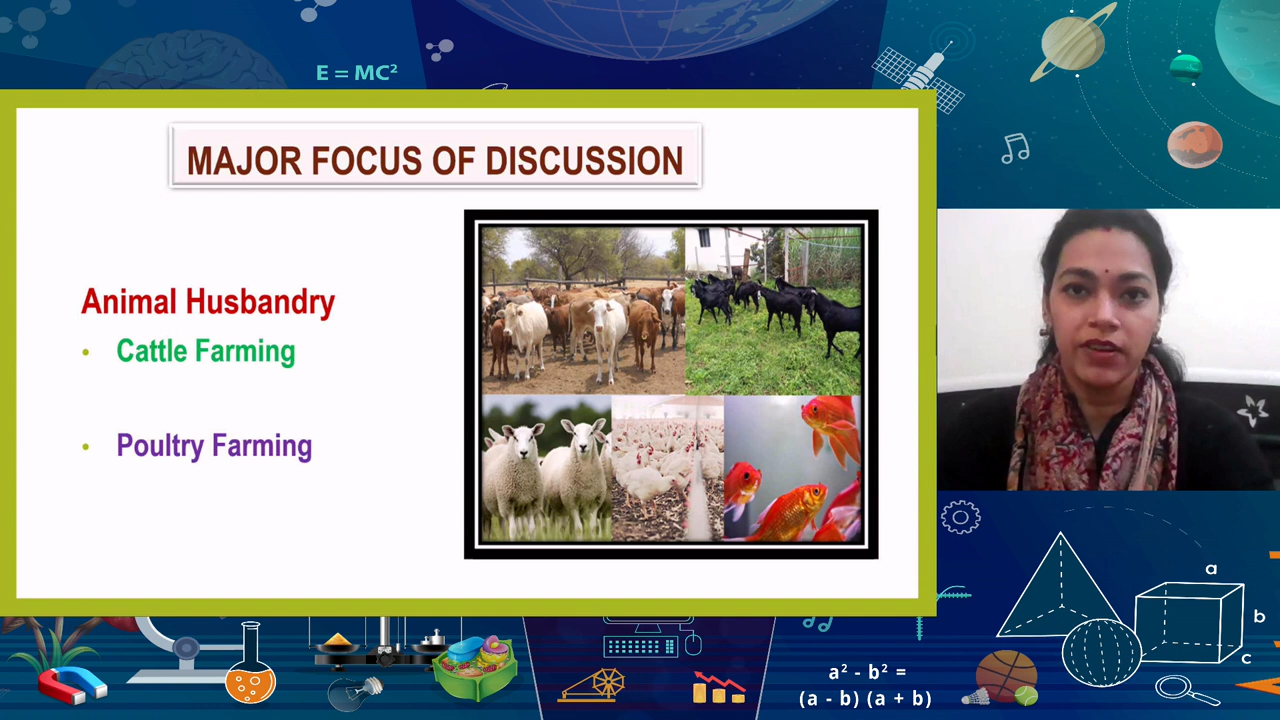 E = MC²
MAJOR FOCUS OF DISCUSSION
Animal Husbandry
• Cattle Farming
• Poultry Farming
a
b
c
a² - b² =
(a - b) (a + b)